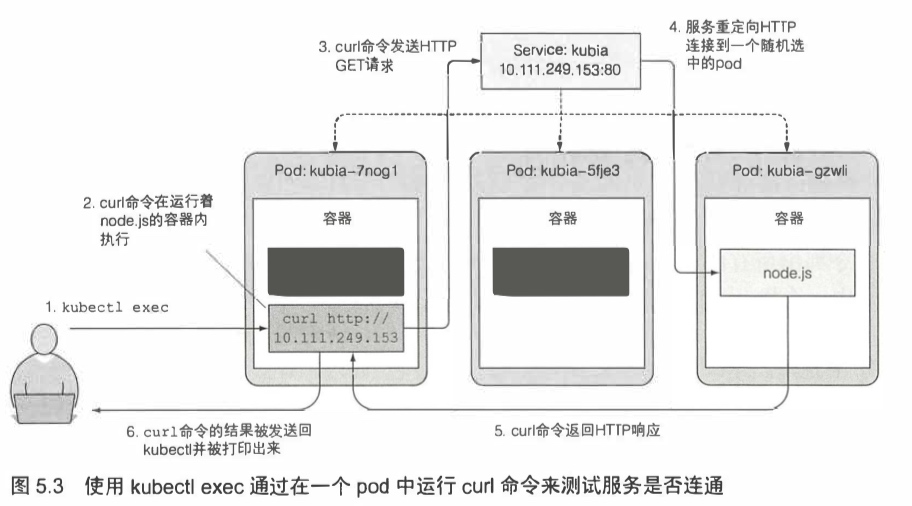 3. curl命令发送HTTP
GET请求
Service: kubia
10.111.249.153:80
4. 服务重定向HTTP
连接到一个随机选
中的pod
Pod: kubia-7nog1
Pod: kubia-5fje3
Pod: kubia-gzwli
2. curl命令在运行着
node.js的容器内
执行
容器
容器
容器
node.js
1. kubectl exec
curl http://
10.111.249.153
6. curl命令的结果被发送回
kubectl并被打印出来
5. curl命令返回HTTP响应
图 5.3 使用 kubectl exec 通过在一个 pod 中运行 curl 命令来测试服务是否连通